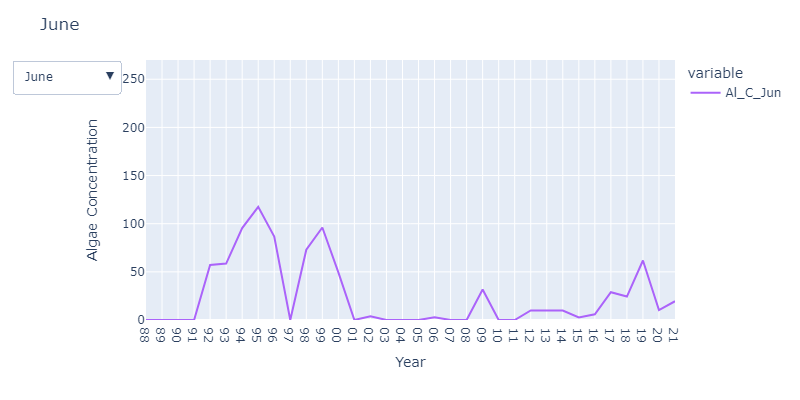 June
June ▼
variable
Al_C_Jun
Algae Concentration
250
200
150
100
50
0
88 89 90 91 92 93 94 95 96 97 98 99 00 01 02 03 04 05 06 07 08 09 10 11 12 13 14 15 16 17 18 19 20 21
Year